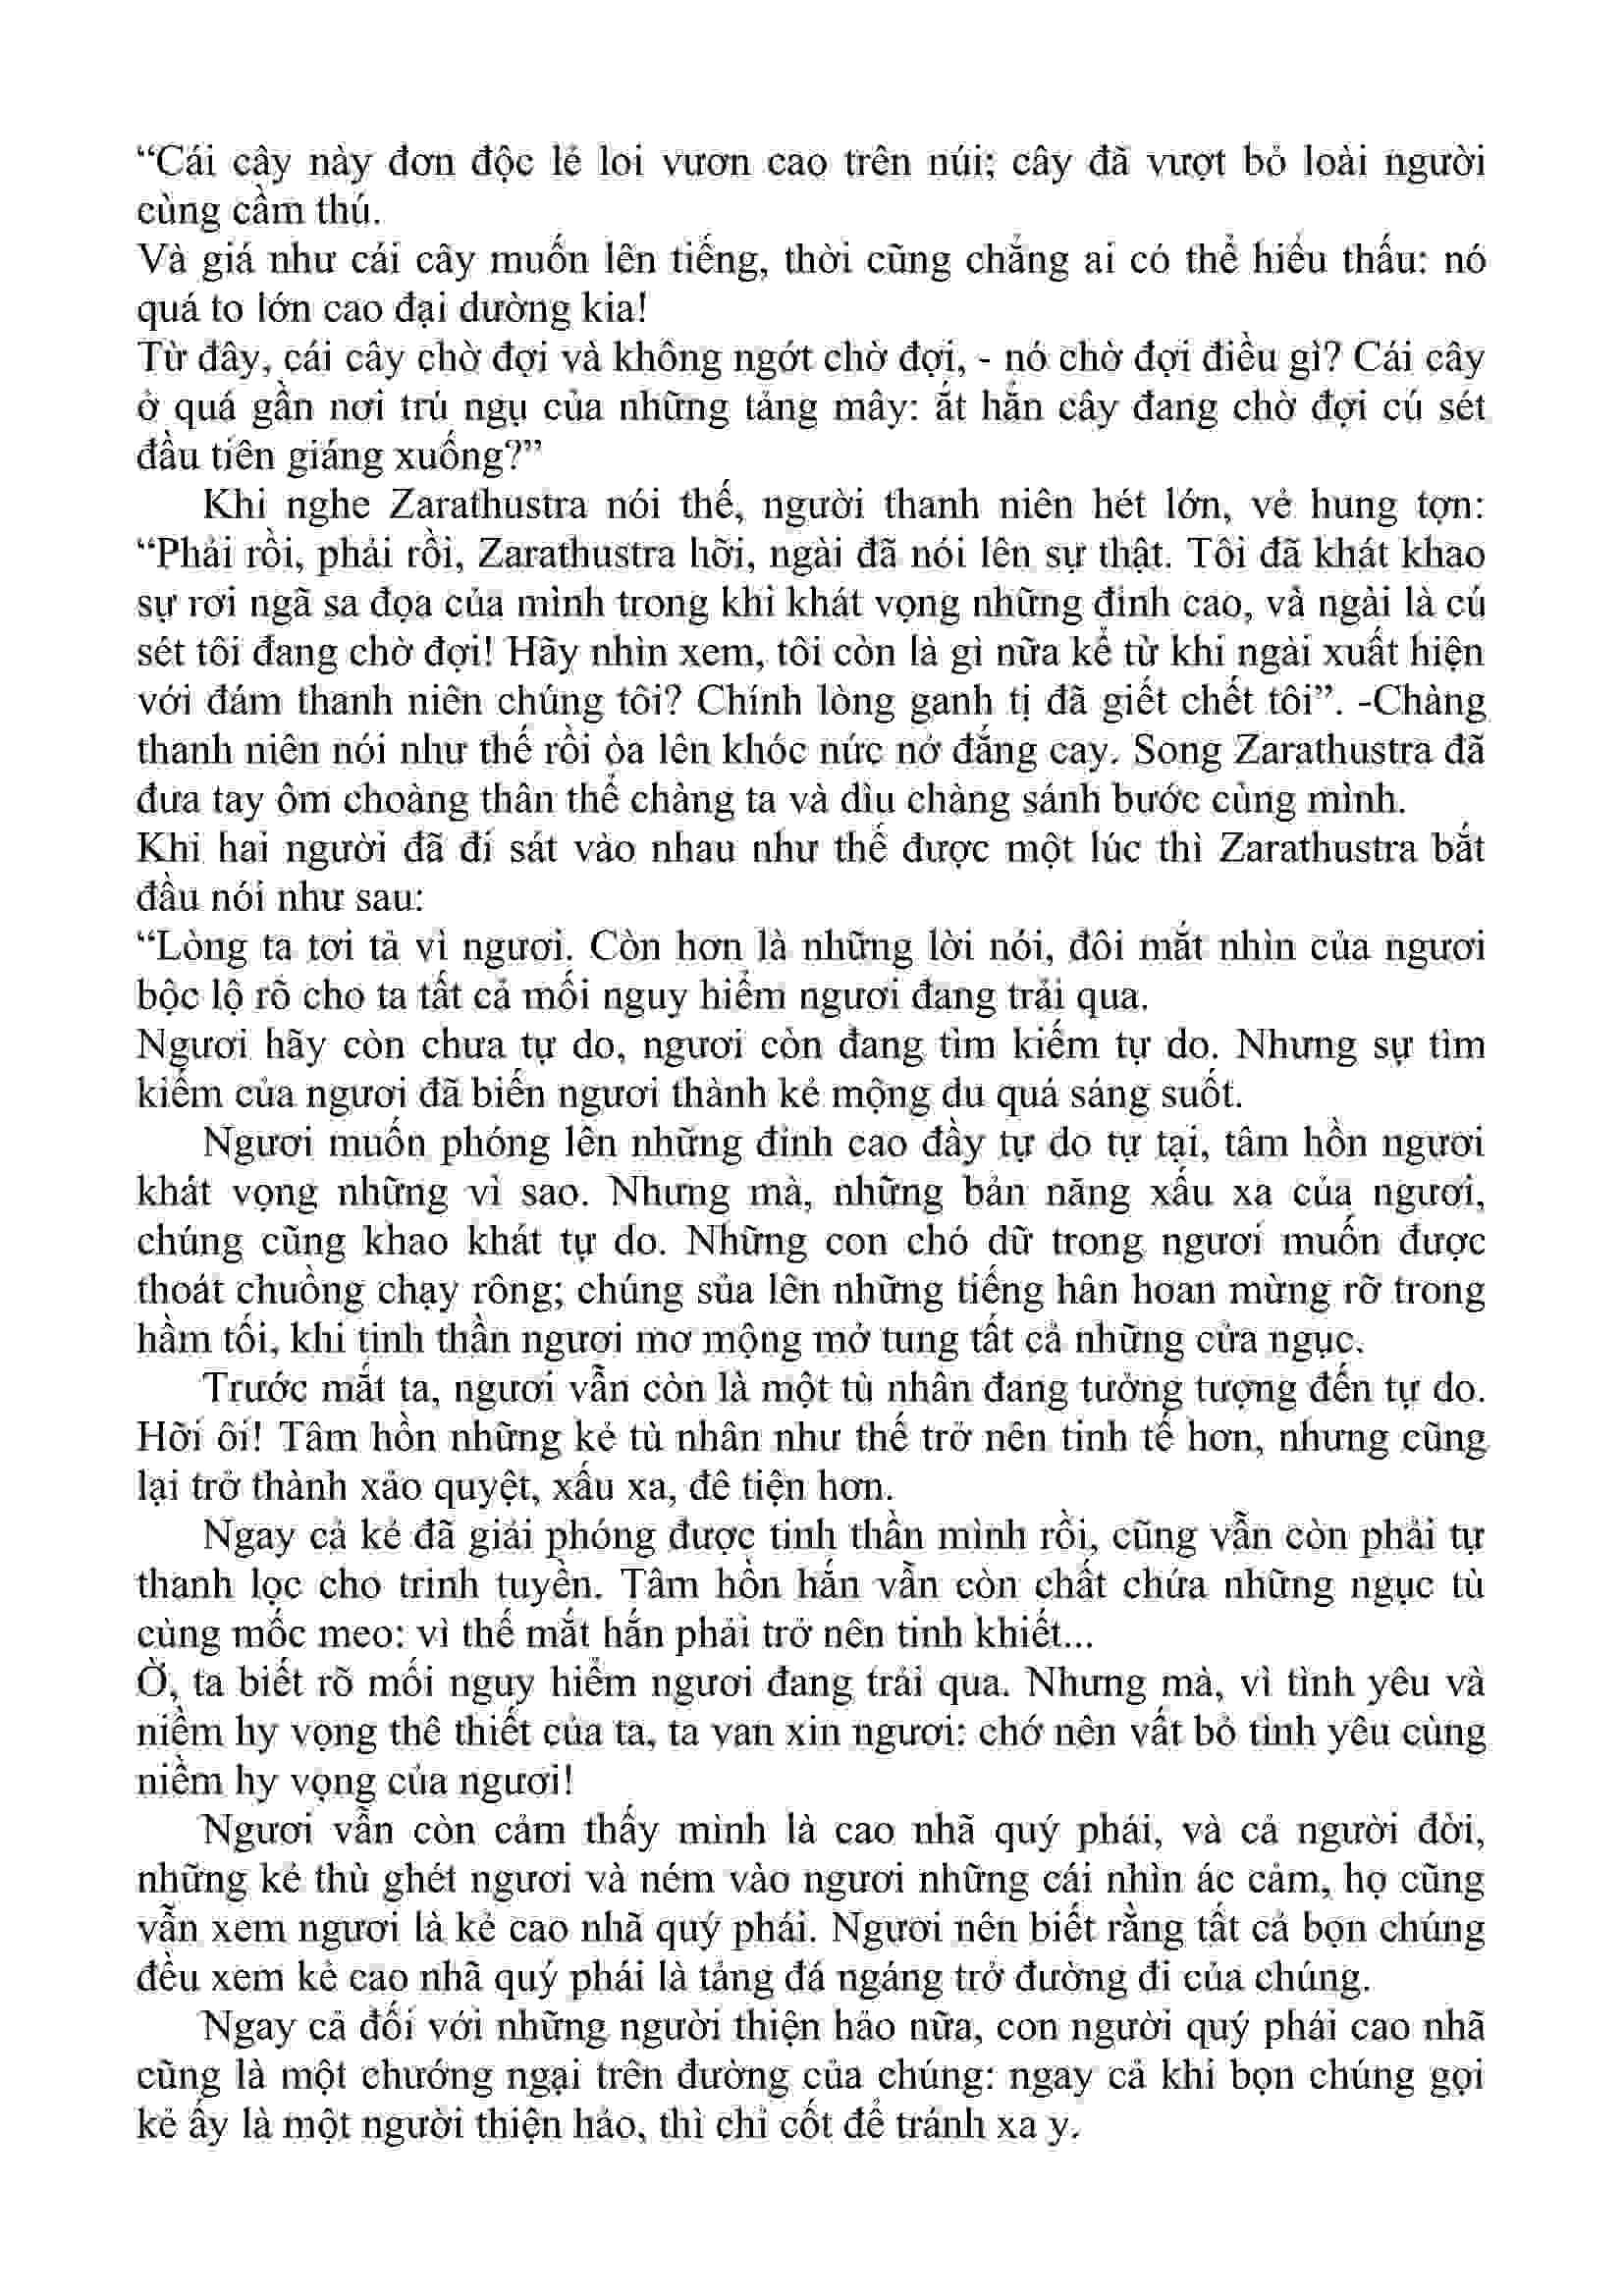 “Cái cây này đơn độc lẻ loi vươn cao trên núi; cây đã vượt bỏ loài người
cùng cầm thú.
Và giá như cái cây muốn lên tiếng, thời cũng chẳng ai có thể hiểu thấu: nó
quá to lớn cao đại dường kia!
Từ đây, cái cây chờ đợi và không ngớt chờ đợi, - nó chờ đợi điều gì? Cái cây
ở quá gần nơi trú ngụ của những tảng mây: ắt hẳn cây đang chờ đợi cú sét
đầu tiên giáng xuống?”
Khi nghe Zarathustra nói thế, người thanh niên hét lớn, vẻ hung tợn:
“Phải rồi, phải rồi, Zarathustra hỡi, ngài đã nói lên sự thật. Tôi đã khát khao
sự rơi ngã sa đọa của mình trong khi khát vọng những đỉnh cao, và ngài là cú
sét tôi đang chờ đợi! Hãy nhìn xem, tôi còn là gì nữa kể từ khi ngài xuất hiện
với đám thanh niên chúng tôi? Chính lòng ganh tị đã giết chết tôi”. -Chàng
thanh niên nói như thế rồi òa lên khóc nức nở đắng cay. Song Zarathustra đã
đưa tay ôm choàng thân thể chàng ta và dìu chàng sánh bước cùng mình.
Khi hai người đã đi sát vào nhau như thế được một lúc thì Zarathustra bắt
đầu nói như sau:
“Lòng ta tơi tả vì ngươi. Còn hơn là những lời nói, đôi mắt nhìn của ngươi
bộc lộ rõ cho ta tất cả mối nguy hiểm ngươi đang trải qua.
Ngươi hãy còn chưa tự do, ngươi còn đang tìm kiếm tự do. Nhưng sự tìm
kiếm của ngươi đã biến ngươi thành kẻ mộng du quá sáng suốt.
Ngươi muốn phóng lên những đỉnh cao đầy tự do tự tại, tâm hồn ngươi
khát vọng những vì sao. Nhưng mà, những bản năng xấu xa của ngươi,
chúng cũng khao khát tự do. Những con chó dữ trong ngươi muốn được
thoát chuồng chạy rông; chúng sủa lên những tiếng hân hoan mừng rỡ trong
hầm tối, khi tinh thần ngươi mơ mộng mở tung tất cả những cửa ngục.
Trước mắt ta, ngươi vẫn còn là một tù nhân đang tưởng tượng đến tự do.
Hỡi ôi! Tâm hồn những kẻ tù nhân như thế trở nên tinh tế hơn, nhưng cũng
lại trở thành xảo quyệt, xấu xa, đê tiện hơn.
Ngay cả kẻ đã giải phóng được tinh thần mình rồi, cũng vẫn còn phải tự
thanh lọc cho trinh tuyền. Tâm hồn hắn vẫn còn chất chứa những ngục tù
cùng mốc meo: vì thế mắt hắn phải trở nên tinh khiết...
Ờ, ta biết rõ mối nguy hiểm ngươi đang trải qua. Nhưng mà, vì tình yêu và
niềm hy vọng thê thiết của ta, ta van xin ngươi: chớ nên vất bỏ tình yêu cùng
niềm hy vọng của ngươi!
Ngươi vẫn còn cảm thấy mình là cao nhã quý phái, và cả người đời,
những kẻ thù ghét ngươi và ném vào ngươi những cái nhìn ác cảm, họ cũng
vẫn xem ngươi là kẻ cao nhã quý phái. Ngươi nên biết rằng tất cả bọn chúng
đều xem kẻ cao nhã quý phái là tảng đá ngáng trở đường đi của chúng.
Ngay cả đối với những người thiện hảo nữa, con người quý phái cao nhã
cũng là một chướng ngại trên đường của chúng: ngay cả khi bọn chúng gọi
kẻ ấy là một người thiện hảo, thì chỉ cốt để tránh xa y.